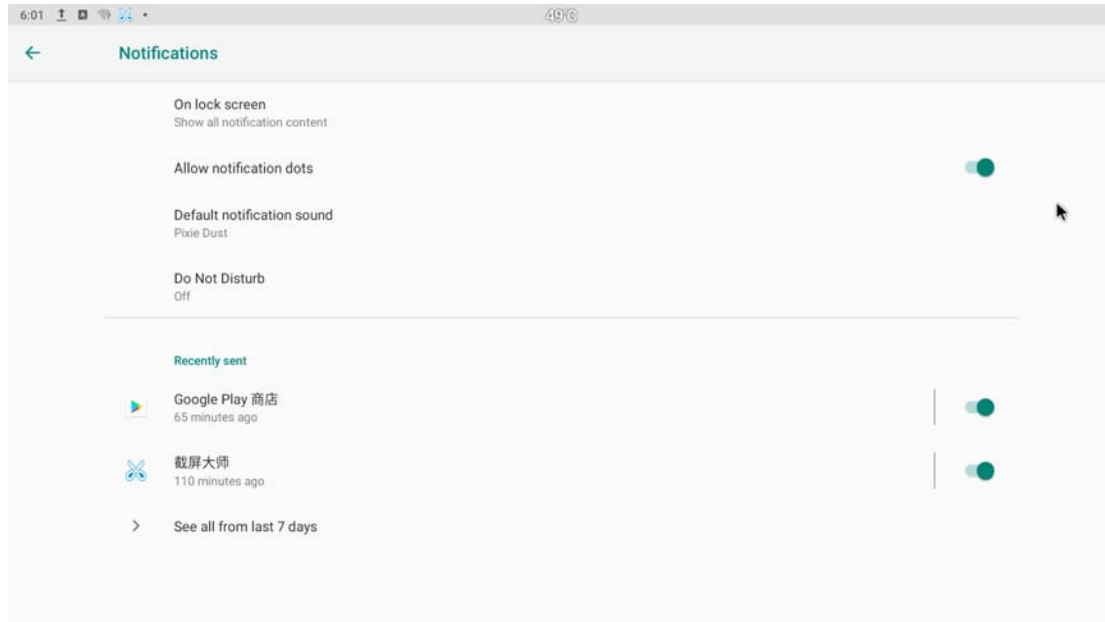 6:01
49°C
Notifications
On lock screen
Show all notification content
Allow notification dots
Default notification sound
Pixie Dust
Do Not Disturb
Off
Recently sent
Google Play 商店
65 minutes ago
截屏大师
110 minutes ago
See all from last 7 days